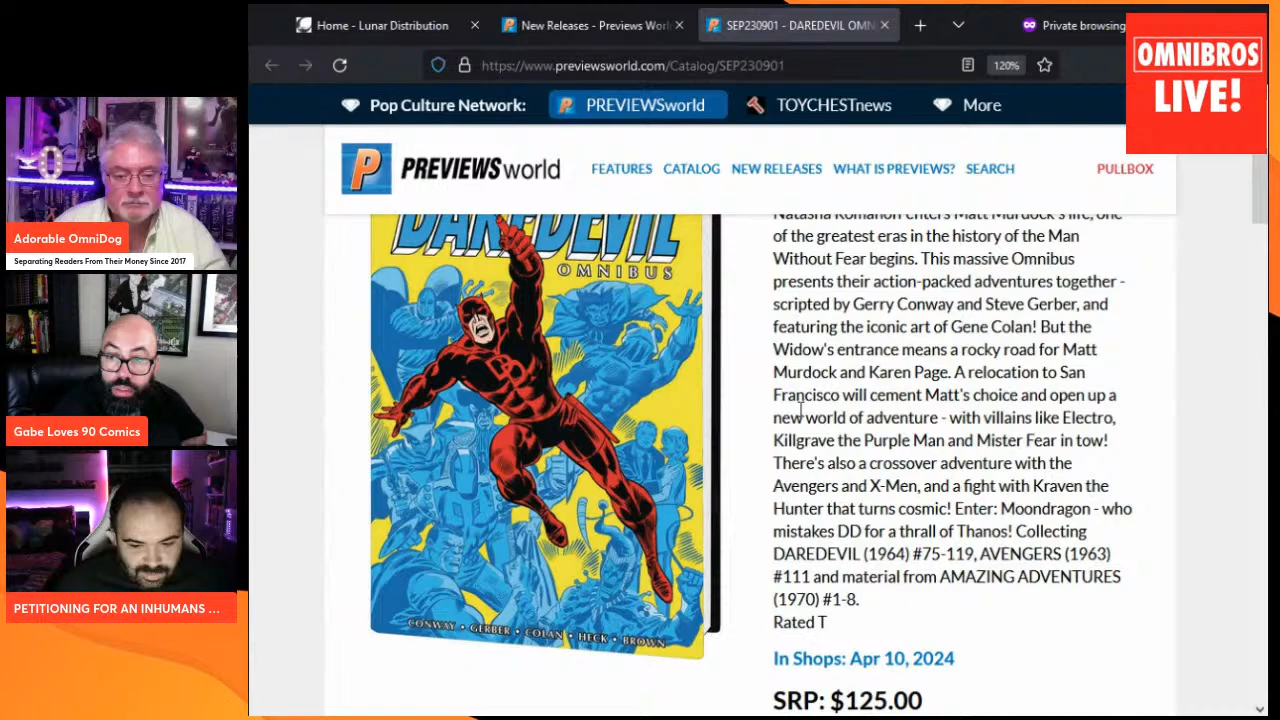 Home - Lunar Distribution
New Releases - Previews Worl
SEP230901 - DAREDEVIL OMN
Private browsing
https://www.previewsworld.com/Catalog/SEP230901
120%
OMNIBROS
LIVE!
Pop Culture Network:
PREVIEWSworld
TOYCHESTnews
More
P PREVIEWSworld
FEATURES CATALOG NEW RELEASES WHAT IS PREVIEWS? SEARCH
PULLBOX
Adorable OmniDog
Separating Readers From Their Money Since 2017
Gabe Loves 90 Comics
PETITIONING FOR AN INHUMANS ...
DAREDEVIL
OMNIBUS
CONWAY • GERBER • COLAN • HECK • BROWN
Natasha Romanoff enters Matt Murdock's life, one
of the greatest eras in the history of the Man
Without Fear begins. This massive Omnibus
presents their action-packed adventures together -
scripted by Gerry Conway and Steve Gerber, and
featuring the iconic art of Gene Colan! But the
Widow's entrance means a rocky road for Matt
Murdock and Karen Page. A relocation to San
Francisco will cement Matt's choice and open up a
new world of adventure - with villains like Electro,
Killgrave the Purple Man and Mister Fear in tow!
There's also a crossover adventure with the
Avengers and X-Men, and a fight with Kraven the
Hunter that turns cosmic! Enter: Moondragon - who
mistakes DD for a thrall of Thanos! Collecting
DAREDEVIL (1964) #75-119, AVENGERS (1963)
#111 and material from AMAZING ADVENTURES
(1970) #1-8.
Rated T
In Shops: Apr 10, 2024
SRP: $125.00